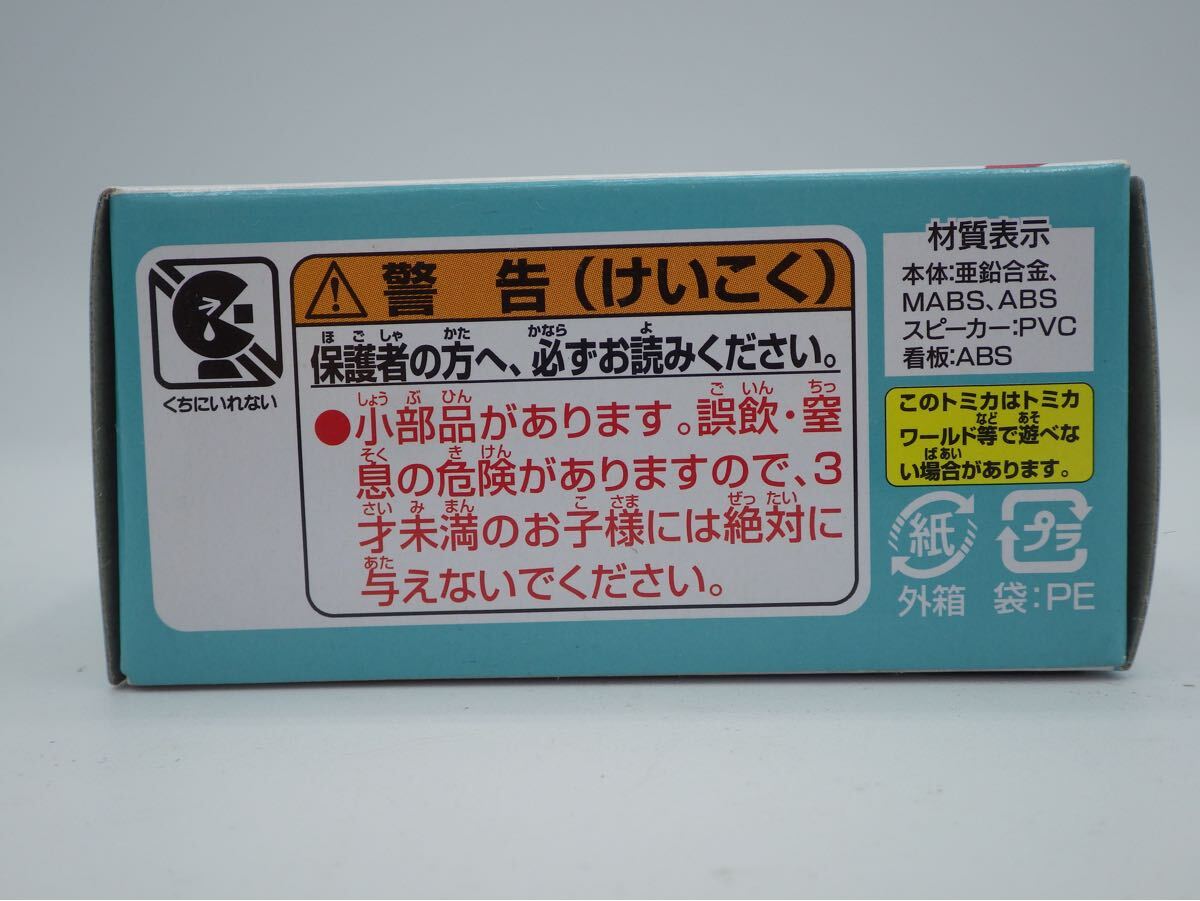 くちにいれない
警告(けいこく)
ほごしゃ かた かなら よ
保護者の方へ、必ずお読みください。
しょうぶひん ごいん ちっ
●小部品があります。誤飲・窒
そく きけん
息の危険がありますので、3
さいみまん こさま ぜったい
才未満のお子様には絶対に
あた
与えないでください。
材質表示
本体:亜鉛合金、
MABS、ABS
スピーカー:PVC
看板:ABS
このトミカはトミカ
など あそ
ワールド等で遊べな
ばあい
い場合があります。
紙
外箱
プラ
袋:PE